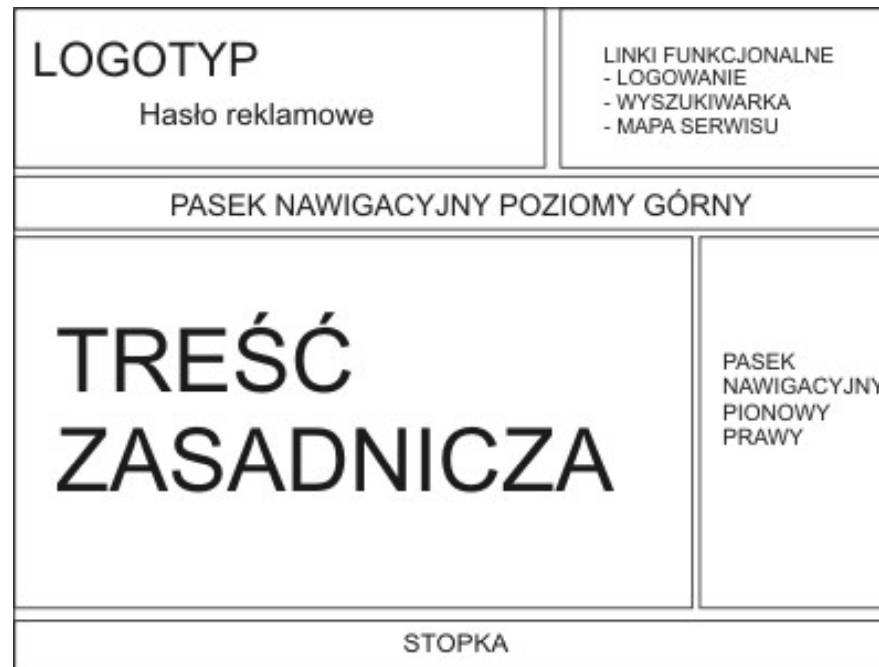 LOGOTYP
Hasło reklamowe
LINKI FUNKCJONALNE
- LOGOWANIE
- WYSZUKIWARKA
- MAPA SERWISU
PASEK NAWIGACYJNY POZIOMY GÓRNY
TREŚĆ
ZASADNICZA
PASEK
NAWIGACYJNY
PIONOWY
PRAWY
STOPKA